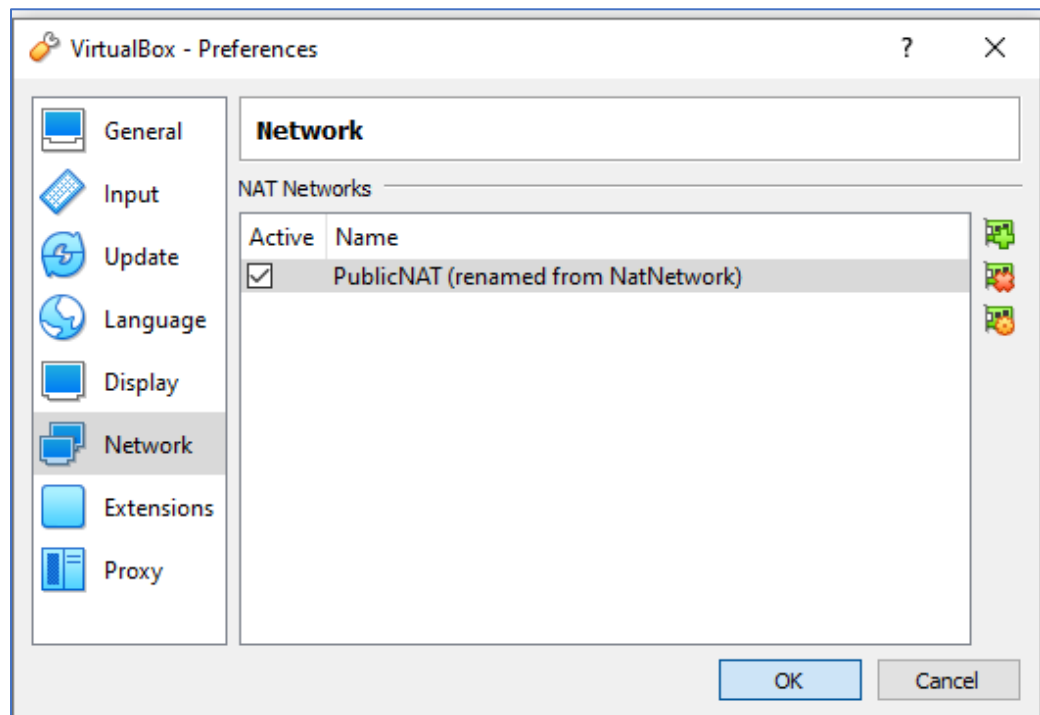 VirtualBox - Preferences
?
General
Input
Update
Language
Display
Network
Extensions
Proxy
Network
NAT Networks
Active Name
PublicNAT (renamed from NatNetwork)
OK Cancel